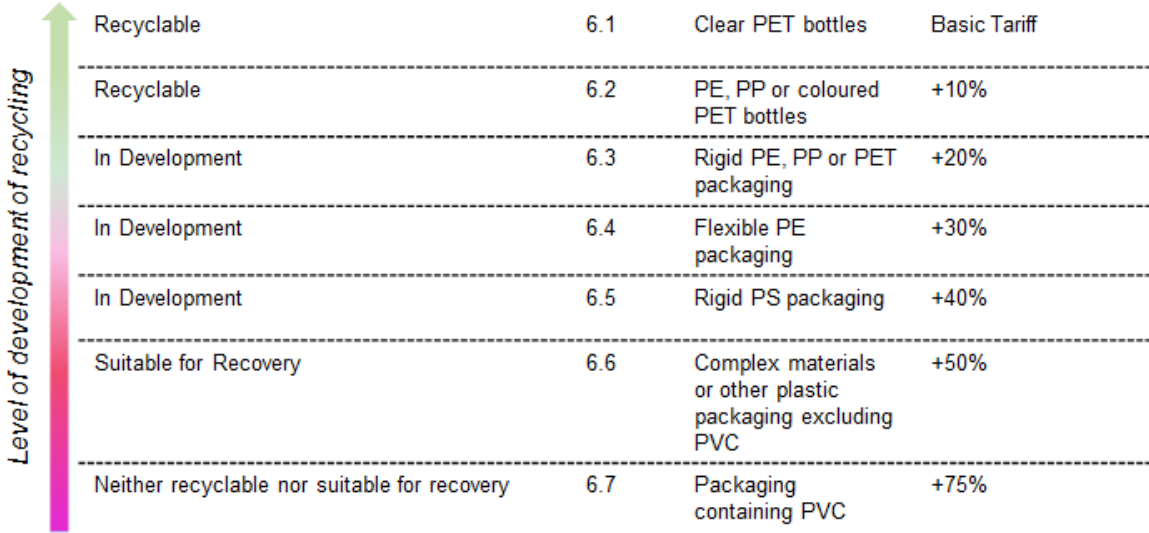 Level of development of recycling
Recyclable 6.1 Clear PET bottles Basic Tariff
Recyclable 6.2 PE, PP or coloured +10%
PET bottles
In Development 6.3 Rigid PE, PP or PET +20%
packaging
In Development 6.4 Flexible PE +30%
packaging
In Development 6.5 Rigid PS packaging +40%
Suitable for Recovery 6.6 Complex materials +50%
or other plastic
packaging excluding
PVC
Neither recyclable nor suitable for recovery 6.7 Packaging +75%
containing PVC